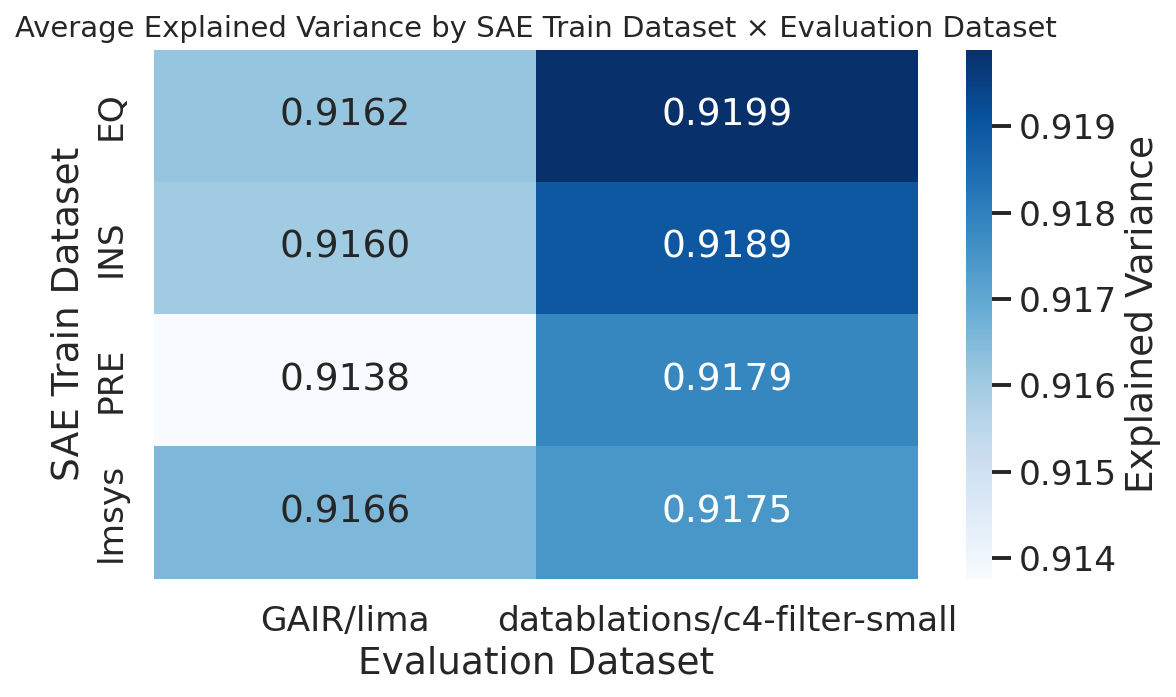 Average Explained Variance by SAE Train Dataset × Evaluation Dataset
SAE Train Dataset
EQ
0.9162
0.9199
INS
0.9160
0.9189
PRE
0.9138
0.9179
lmsys
0.9166
0.9175
GAIR/lima
datablations/c4-filter-small
Evaluation Dataset
0.919
0.918
0.917
0.916
0.915
0.914
Explained Variance